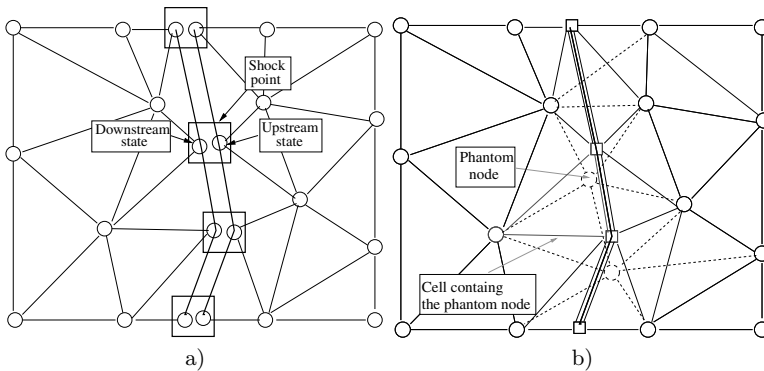 Shock
point
Downstream
state
Upstream
state
a)
Phantom
node
Cell containg
the phantom node
b)